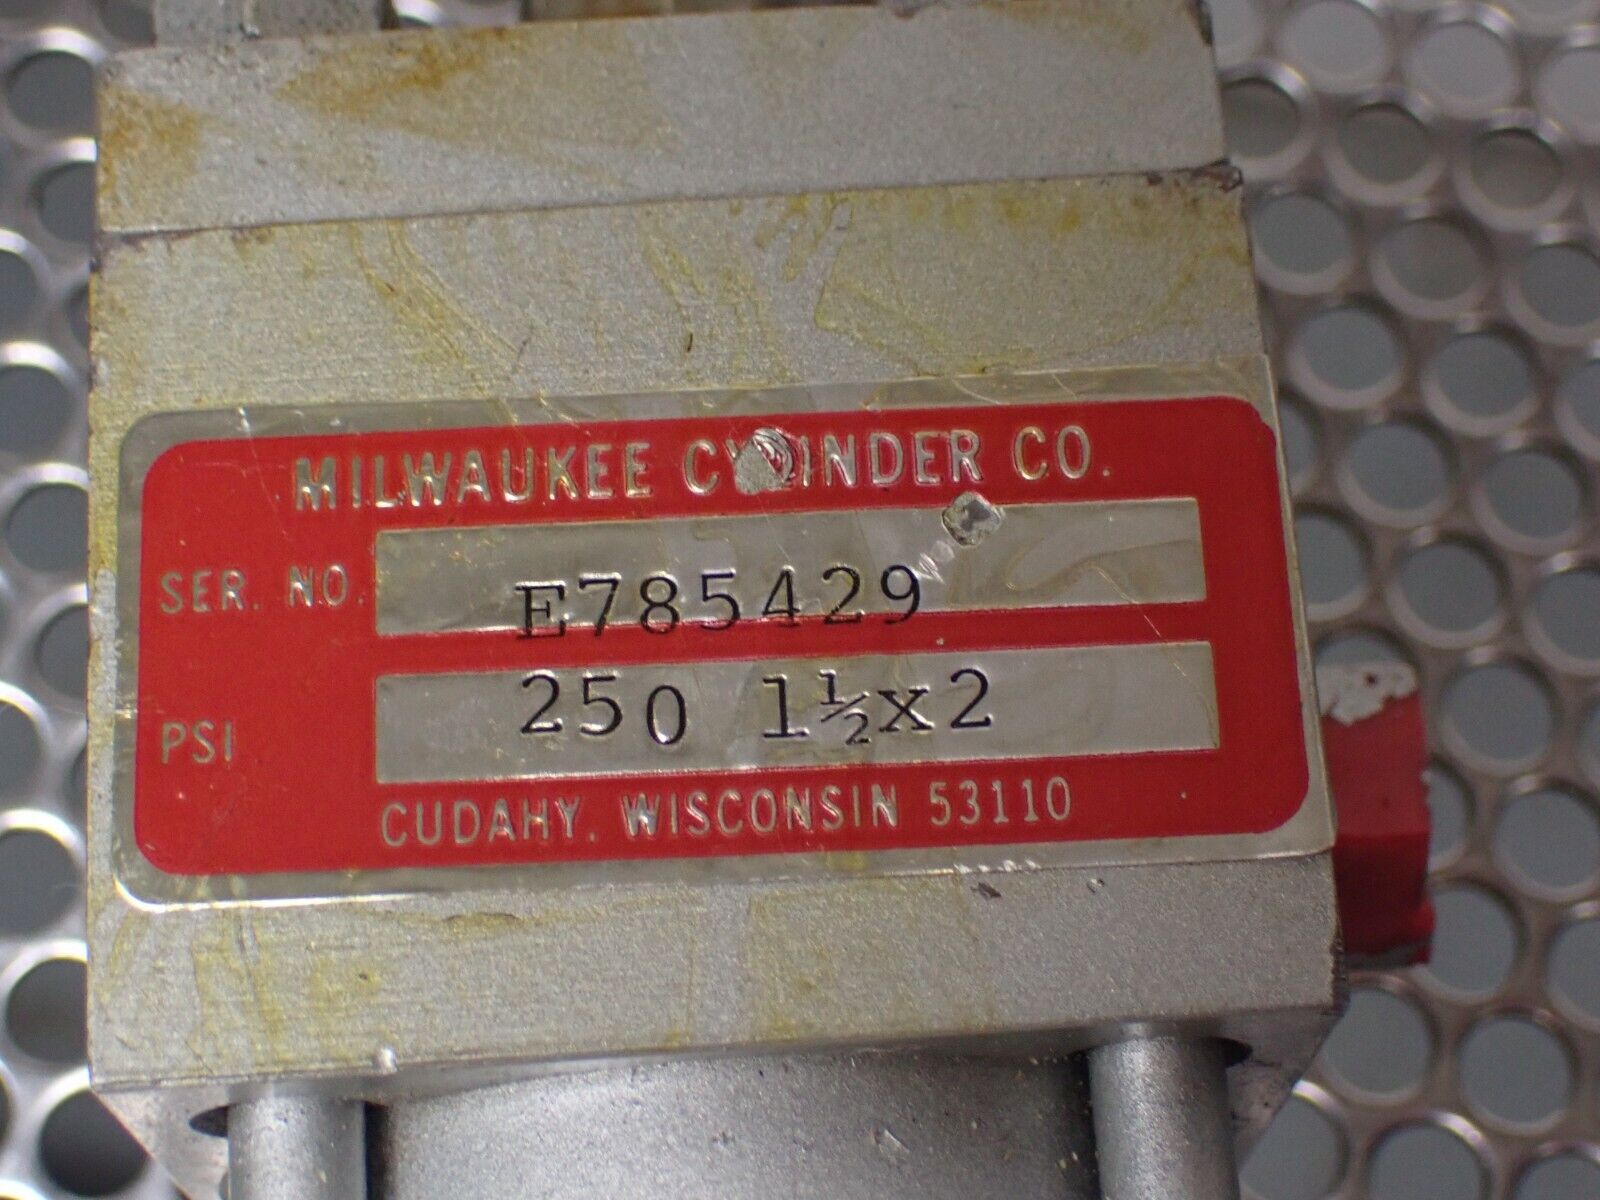 MILWAUKEE CYLINDER CO.
SER. NO. E785429
PSI 250 1½x2
CUDAHY, WISCONSIN 53110